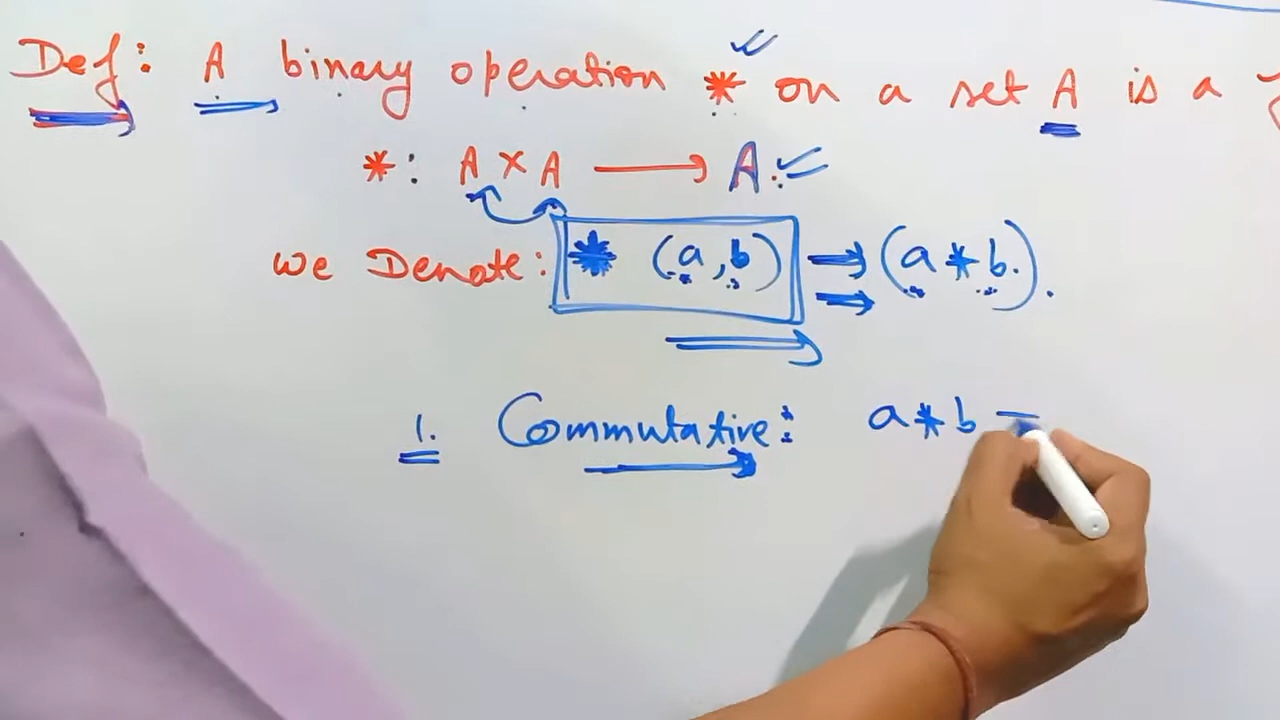 Def: A binary operation * on a set A is a
*: A × A → A.
we Denote: * (a, b) ⇒ (a * b).
1. Commutative: a * b =